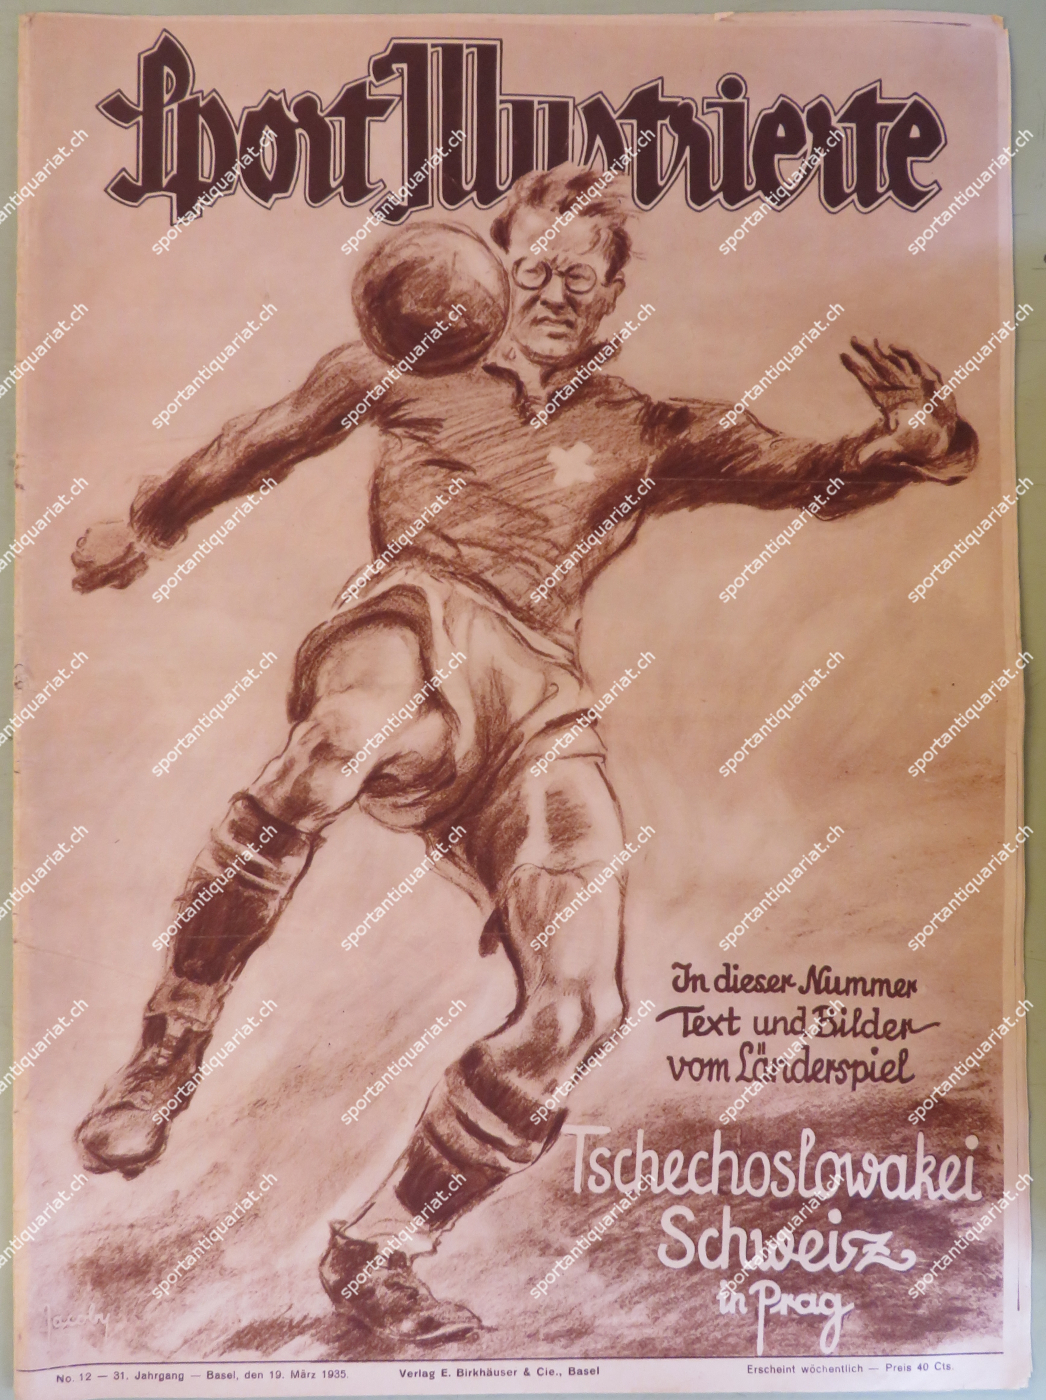 Sport Illustrierte
In dieser Nummer
Text und Bilder
vom Länderspiel
Tschechoslowakei
Schweiz
in Prag
Jacoby
No. 12 — 31. Jahrgang — Basel, den 19. März 1935. Verlag E. Birkhäuser & Cie., Basel Erscheint wöchentlich — Preis 40 Cts.
sportantiquariat.ch